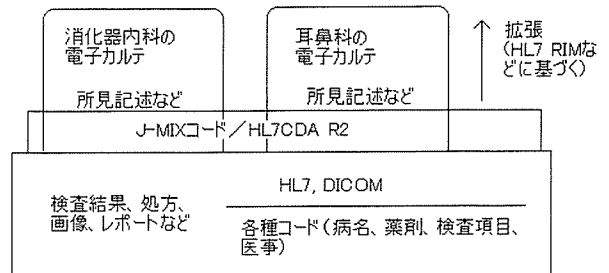 消化器内科の
電子カルテ
所見記述など
耳鼻科の
電子カルテ
所見記述など
拡張
(HL7 RIMな
どに基づく)
J-MIXコード/HL7CDA R2
検査結果、処方、
画像、レポートなど
HL7, DICOM
各種コード(病名、薬剤、検査項目、
医事)